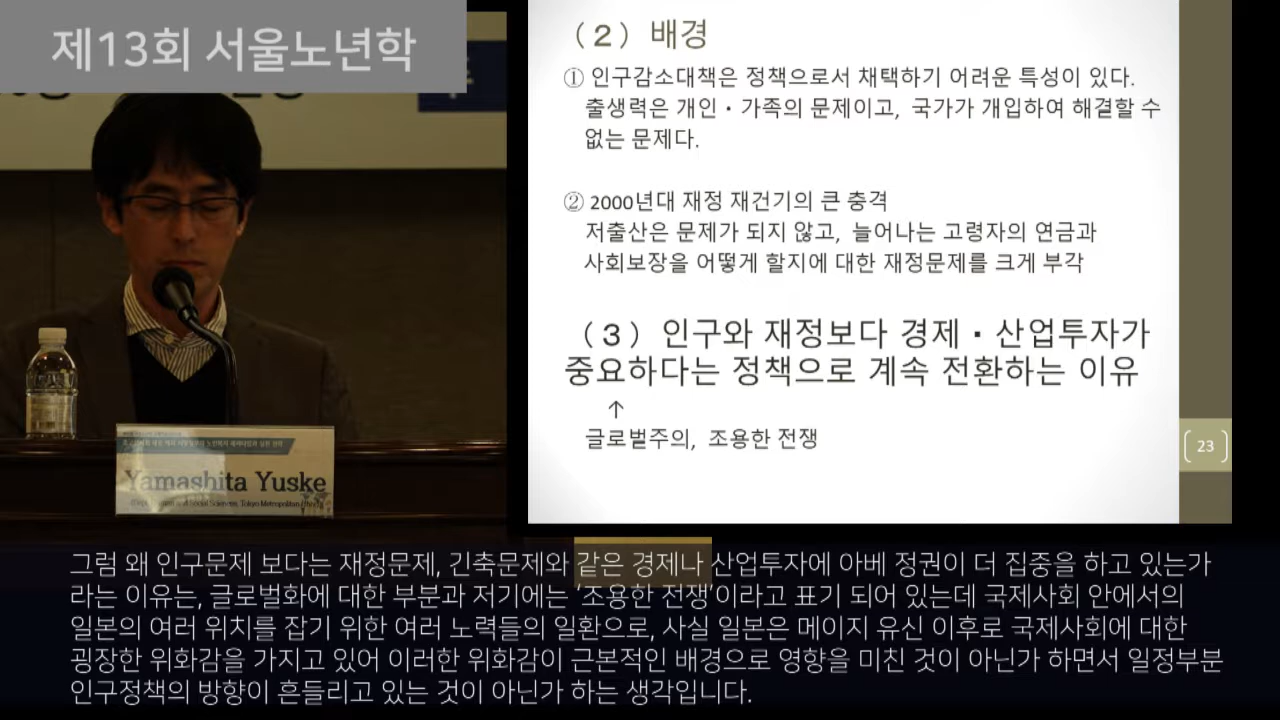 제13회 서울노년학
（2）배경
① 인구감소대책은 정책으로서 채택하기 어려운 특성이 있다.
출생력은 개인・가족의 문제이고, 국가가 개입하여 해결할 수
없는 문제다.
② 2000년대 재정 재건기의 큰 충격
저출산은 문제가 되지 않고, 늘어나는 고령자의 연금과
사회보장을 어떻게 할지에 대한 재정문제를 크게 부각
（3）인구와 재정보다 경제・산업투자가
중요하다는 정책으로 계속 전환하는 이유
↑
글로벌주의, 조용한 전쟁
23
Yamashita Yuske
Social Sciences, Tokyo Metropolitan
그럼 왜 인구문제 보다는 재정문제, 긴축문제와 같은 경제나 산업투자에 아베 정권이 더 집중을 하고 있는가
라는 이유는, 글로벌화에 대한 부분과 저기에는 '조용한 전쟁'이라고 표기 되어 있는데 국제사회 안에서의
일본의 여러 위치를 잡기 위한 여러 노력들의 일환으로, 사실 일본은 메이지 유신 이후로 국제사회에 대한
굉장한 위화감을 가지고 있어 이러한 위화감이 근본적인 배경으로 영향을 미친 것이 아닌가 하면서 일정부분
인구정책의 방향이 흔들리고 있는 것이 아닌가 하는 생각입니다.